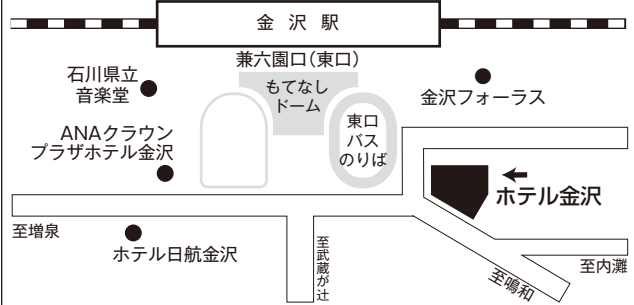 金沢駅
兼六園口(東口)
もてなし
ドーム
石川県立
音楽堂
金沢フォーラス
東口
バス
のりば
ANAクラウン
プラザホテル金沢
ホテル金沢
至増泉
ホテル日航金沢
至武蔵が辻
至鳴和
至内灘